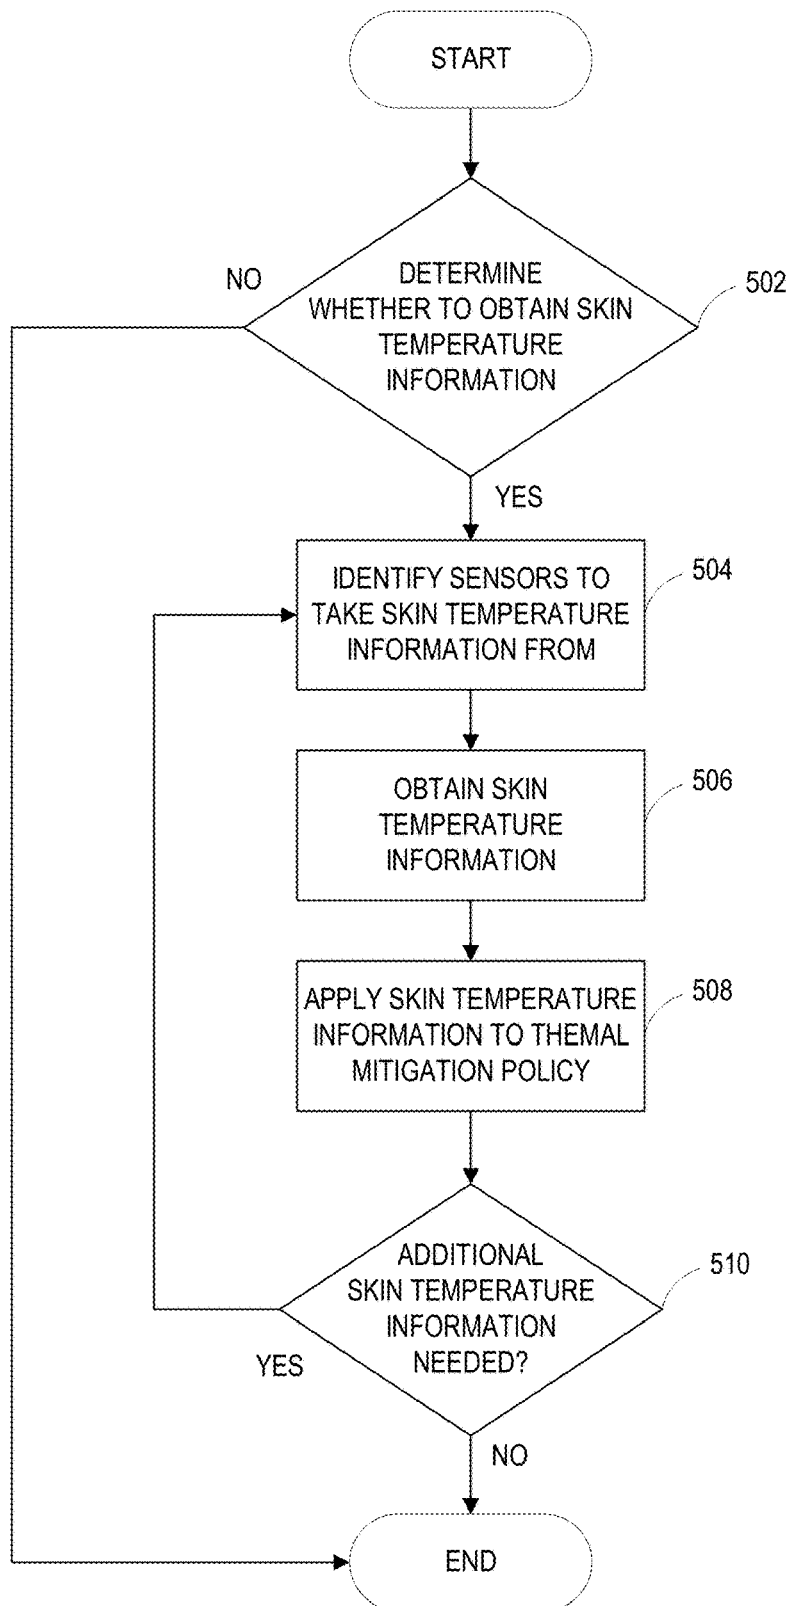 START
NO
DETERMINE
WHETHER TO OBTAIN SKIN
TEMPERATURE
INFORMATION
502
YES
IDENTIFY SENSORS TO
TAKE SKIN TEMPERATURE
INFORMATION FROM
504
OBTAIN SKIN
TEMPERATURE
INFORMATION
506
APPLY SKIN TEMPERATURE
INFORMATION TO THEMAL
MITIGATION POLICY
508
ADDITIONAL
SKIN TEMPERATURE
INFORMATION
NEEDED?
510
YES
NO
END